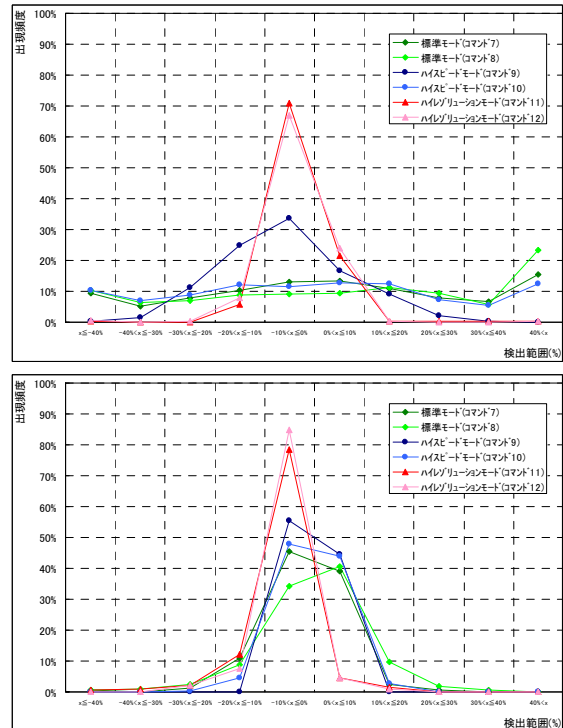 出現頻度
100%
90%
80%
70%
60%
50%
40%
30%
20%
10%
0%
標準モード(コマンド7)
標準モード(コマンド8)
ハイスピードモード(コマンド9)
ハイスピードモード(コマンド10)
ハイレゾリューションモード(コマンド11)
ハイレゾリューションモード(コマンド12)
x≦-40% -40%<x≦-30% -30%<x≦-20% -20%<x≦-10% -10%<x≦0% 0%<x≦10% 10%<x≦20% 20%<x≦30% 30%<x≦40% 40%<x
検出範囲(%)
出現頻度
100%
90%
80%
70%
60%
50%
40%
30%
20%
10%
0%
標準モード(コマンド7)
標準モード(コマンド8)
ハイスピードモード(コマンド9)
ハイスピードモード(コマンド10)
ハイレゾリューションモード(コマンド11)
ハイレゾリューションモード(コマンド12)
x≦-40% -40%<x≦-30% -30%<x≦-20% -20%<x≦-10% -10%<x≦0% 0%<x≦10% 10%<x≦20% 20%<x≦30% 30%<x≦40% 40%<x
検出範囲(%)